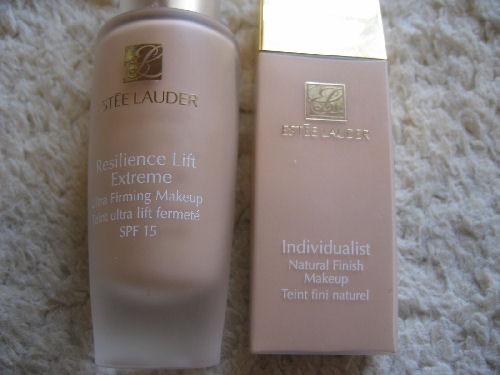 ESTĒE LAUDER
Resilience Lift
Extreme
Ultra Firming Makeup
Teint ultra lift fermeté
SPF 15
ESTĒE LAUDER
Individualist
Natural Finish
Makeup
Teint fini naturel